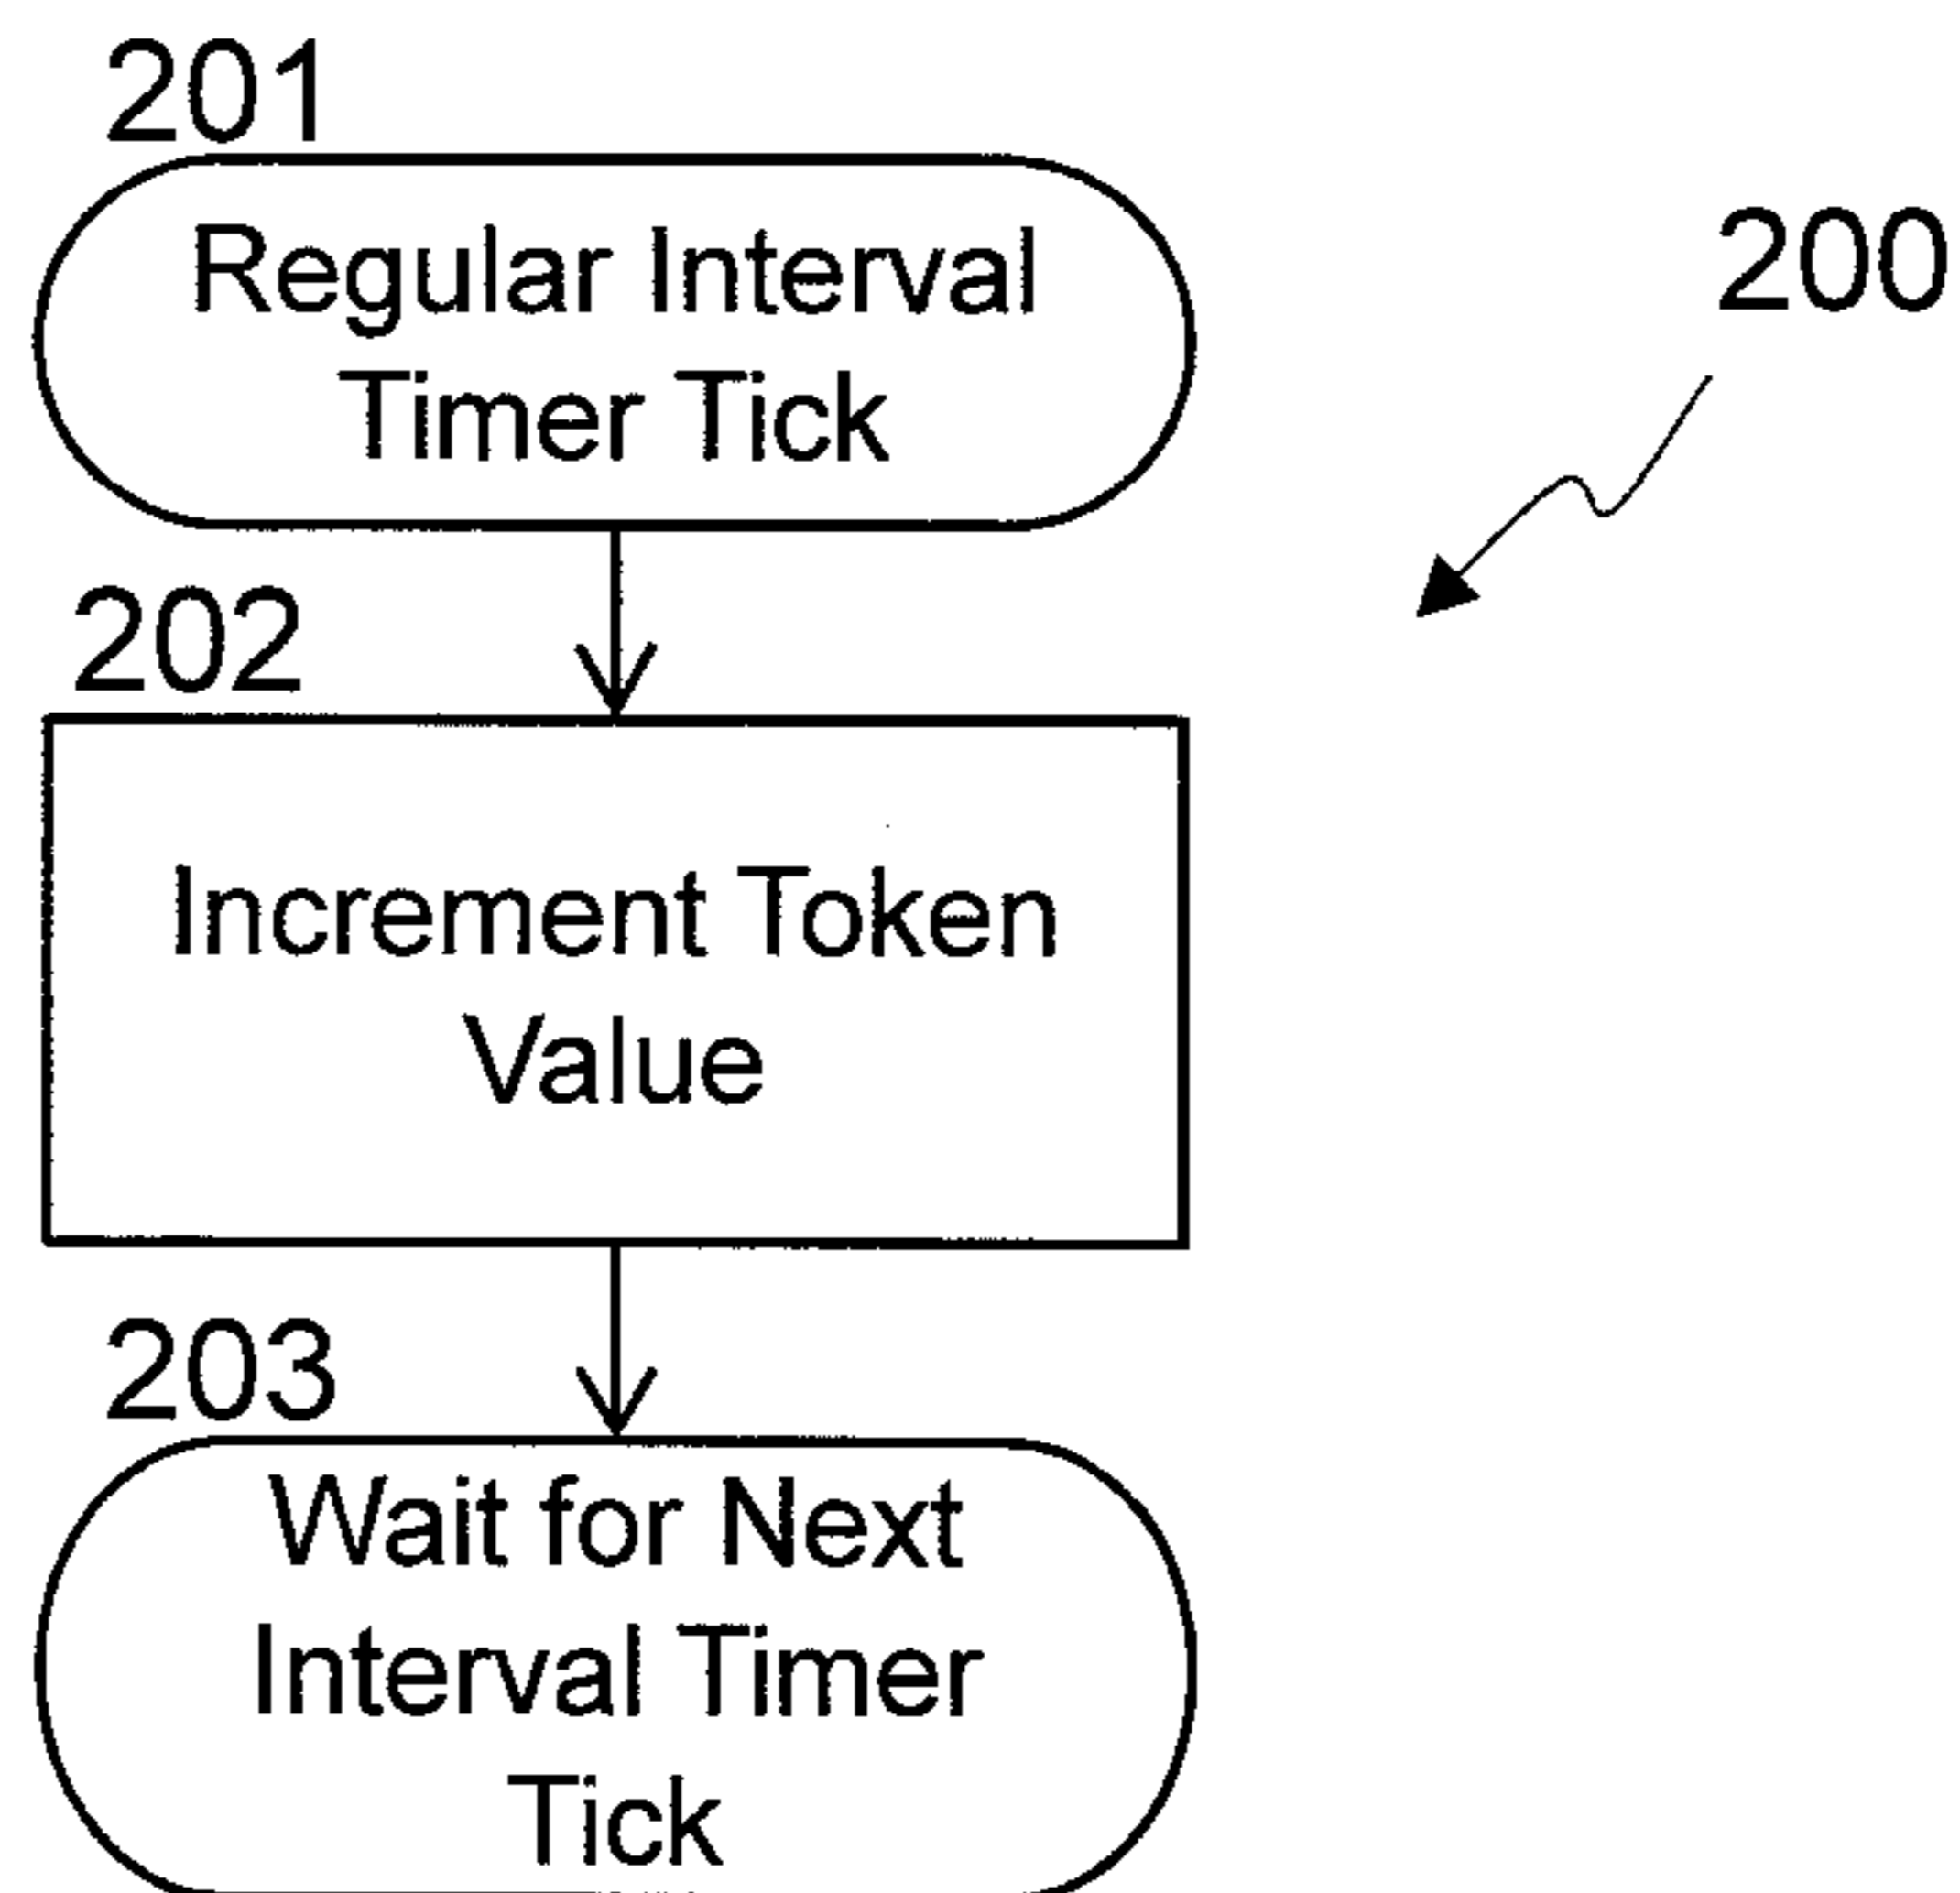 201
Regular Interval
Timer Tick
200
202
Increment Token
Value
203
Wait for Next
Interval Timer
Tick